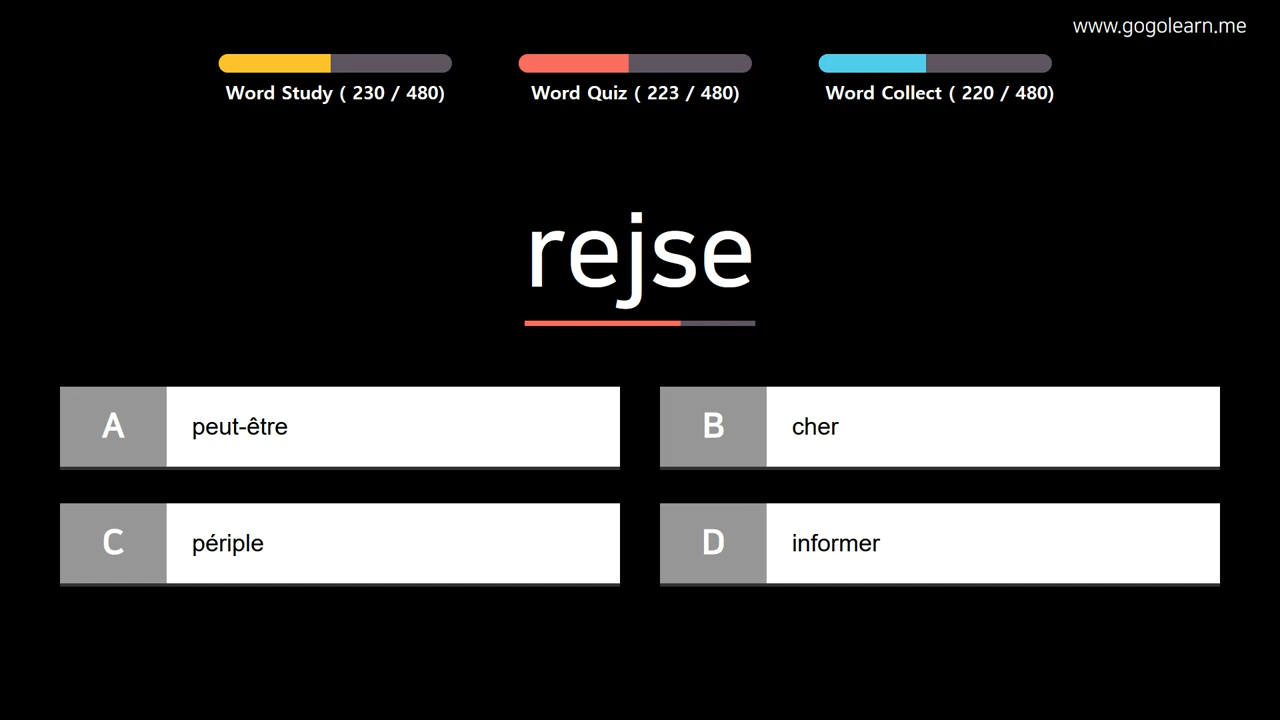 www.gogolearn.me
Word Study ( 230 / 480)
Word Quiz ( 223 / 480)
Word Collect ( 220 / 480)
rejse
A peut-être
B cher
C périple
D informer